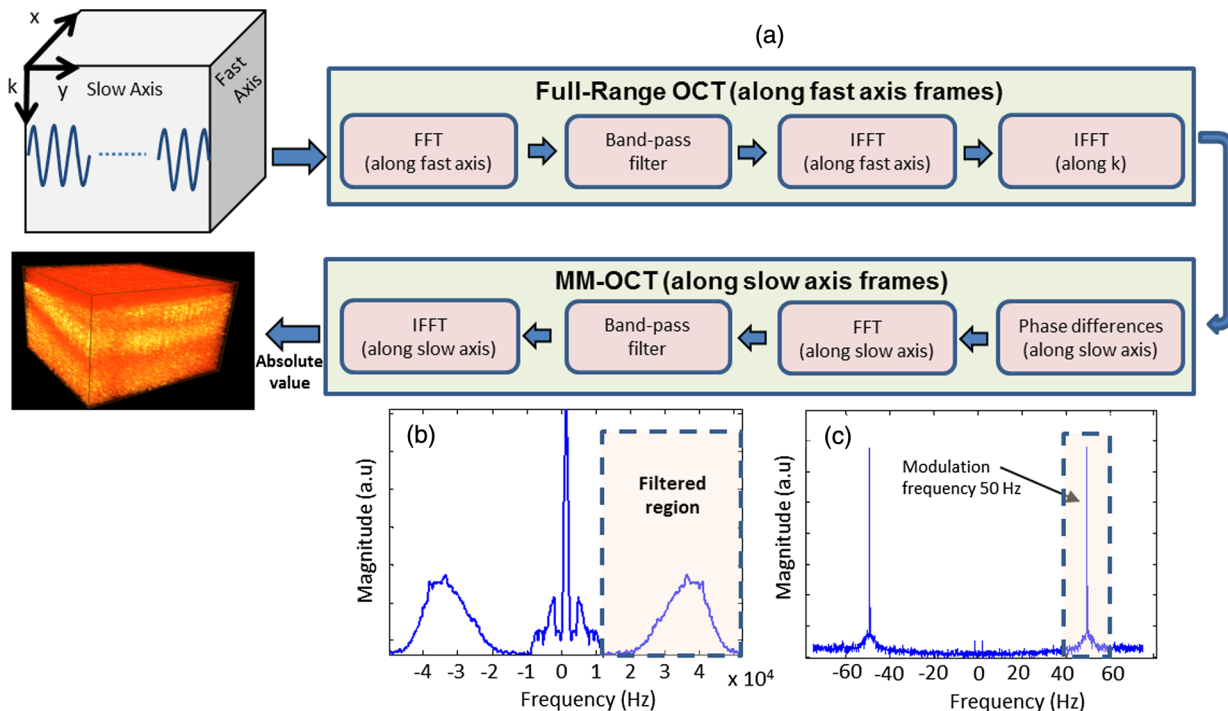 (a)
x
k
y
Slow Axis
Fast
Axis
Full-Range OCT (along fast axis frames)
FFT
(along fast axis)
Band-pass
filter
IFFT
(along fast axis)
IFFT
(along k)
MM-OCT (along slow axis frames)
IFFT
(along slow axis)
Band-pass
filter
FFT
(along slow axis)
Phase differences
(along slow axis)
Absolute
value
(b)
Filtered
region
Magnitude (a.u)
-4 -3 -2 -1 0 1 2 3 4 5
x 10⁴
Frequency (Hz)
(c)
Modulation
frequency 50 Hz
Magnitude (a.u)
-60 -40 -20 0 20 40 60
Frequency (Hz)